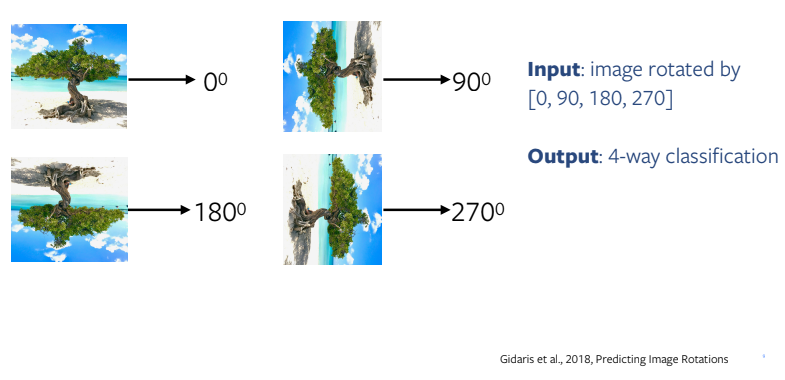 0⁰
90⁰
Input: image rotated by
[0, 90, 180, 270]
Output: 4-way classification
180⁰
270⁰
Gidaris et al., 2018, Predicting Image Rotations